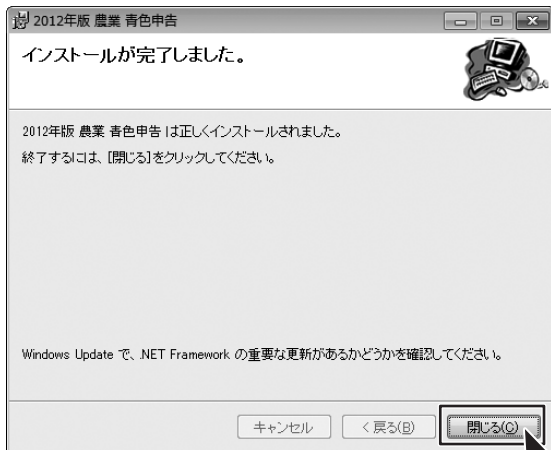 2012年版 農業 青色申告
インストールが完了しました。
2012年版 農業 青色申告 は正しくインストールされました。
終了するには、[閉じる]をクリックしてください。
Windows Update で、.NET Framework の重要な更新があるかどうかを確認してください。
キャンセル < 戻る(B) 閉じる(C)